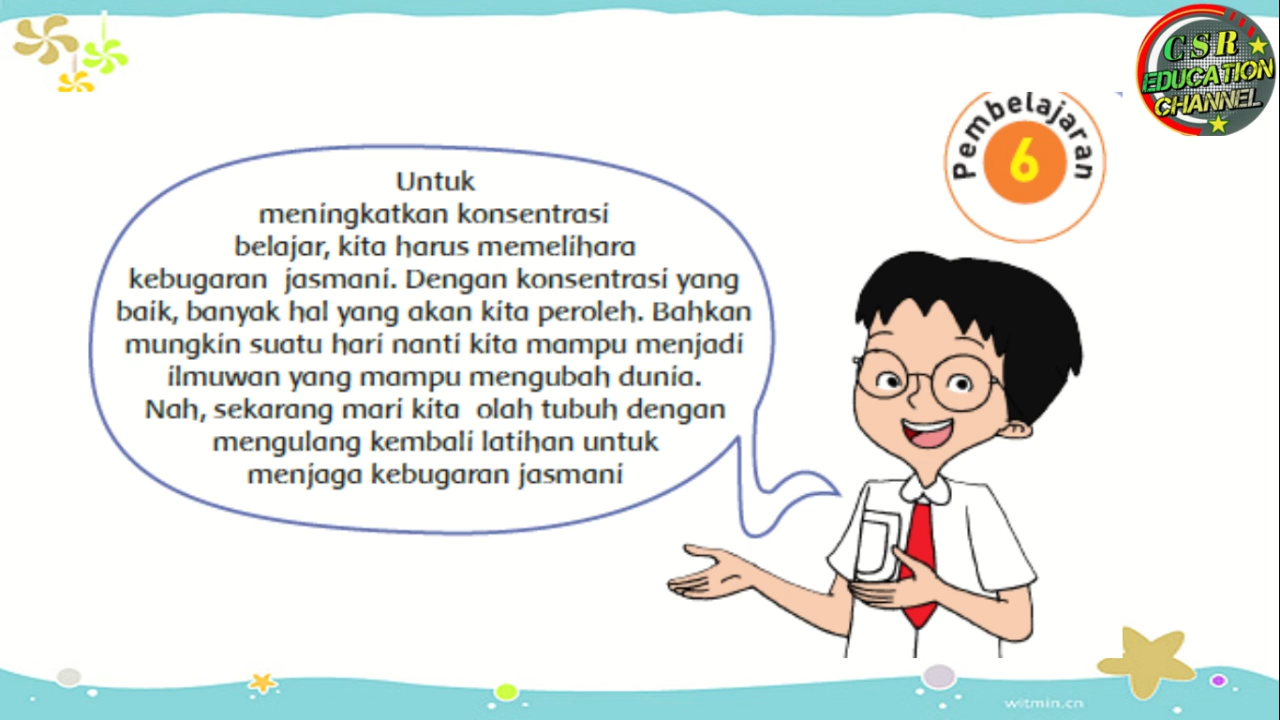 CSR
EDUCATION
CHANNEL
Pembelajaran
6
Untuk
meningkatkan konsentrasi
belajar, kita harus memelihara
kebugaran jasmani. Dengan konsentrasi yang
baik, banyak hal yang akan kita peroleh. Bahkan
mungkin suatu hari nanti kita mampu menjadi
ilmuwan yang mampu mengubah dunia.
Nah, sekarang mari kita olah tubuh dengan
mengulang kembali latihan untuk
menjaga kebugaran jasmani
witmin.cn